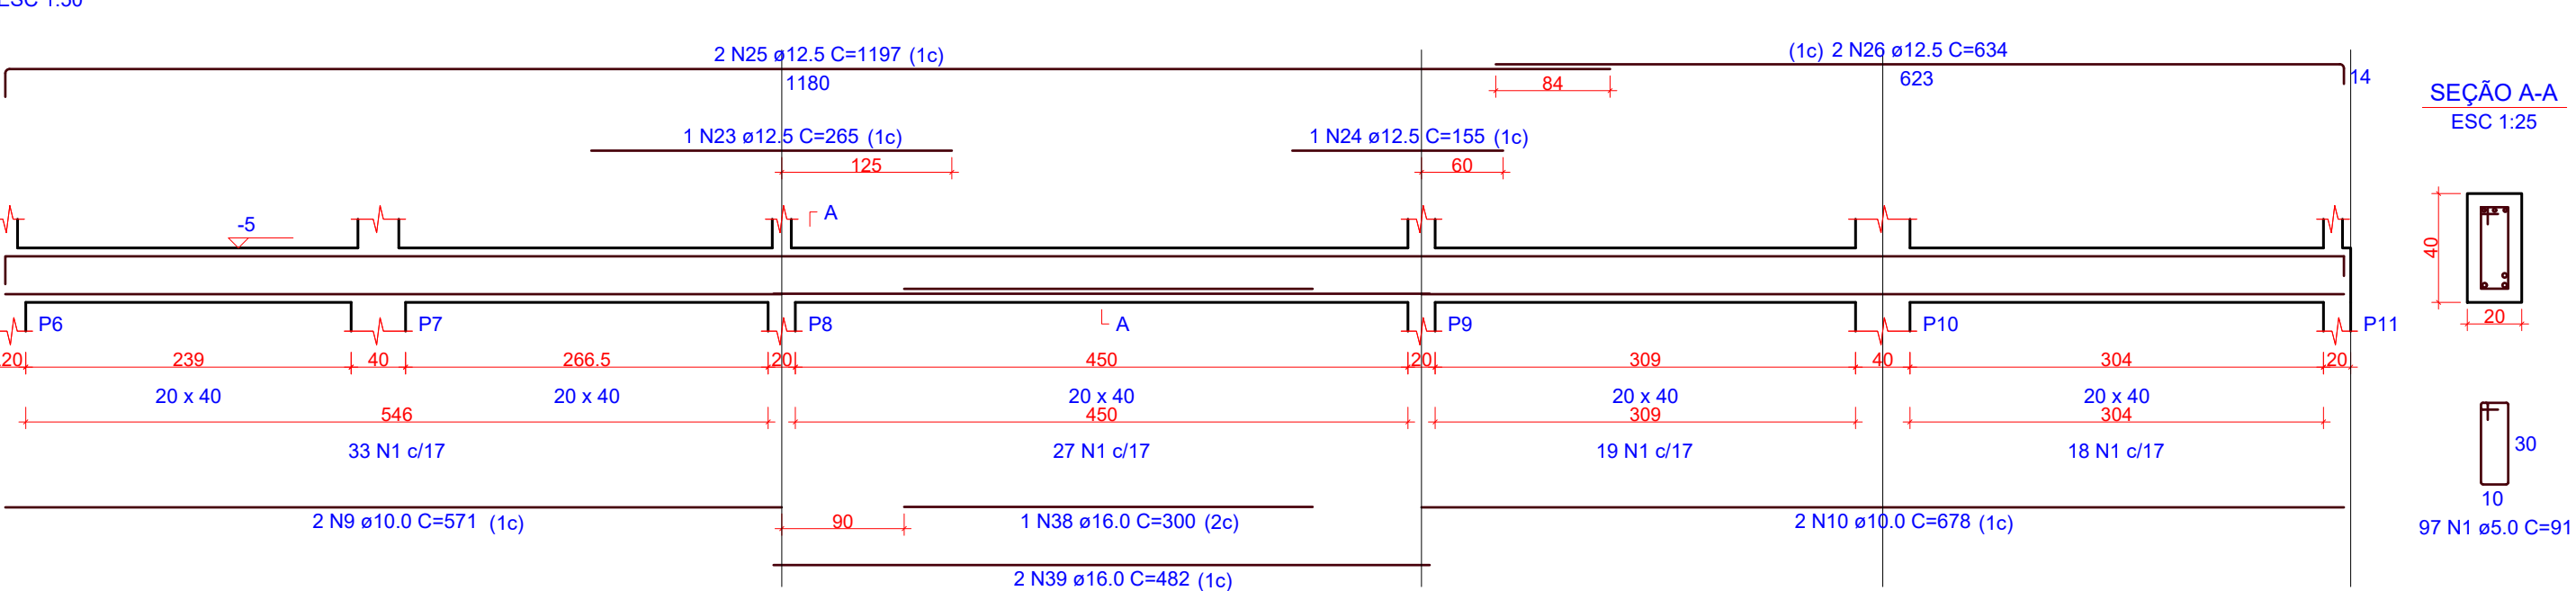 ESC 1:50
2 N25 ø12.5 C=1197 (1c)
1180
(1c) 2 N26 ø12.5 C=634
623
14
84
1 N23 ø12.5 C=265 (1c)
125
1 N24 ø12.5 C=155 (1c)
60
SEÇÃO A-A
ESC 1:25
-5
A
40
20
P6
P7
P8
A
P9
P10
P11
20
239
40
266.5
20
450
20
309
40
304
20
20 x 40
20 x 40
20 x 40
20 x 40
20 x 40
546
450
309
304
33 N1 c/17
27 N1 c/17
19 N1 c/17
18 N1 c/17
30
10
97 N1 ø5.0 C=91
2 N9 ø10.0 C=571 (1c)
90
1 N38 ø16.0 C=300 (2c)
2 N10 ø10.0 C=678 (1c)
2 N39 ø16.0 C=482 (1c)